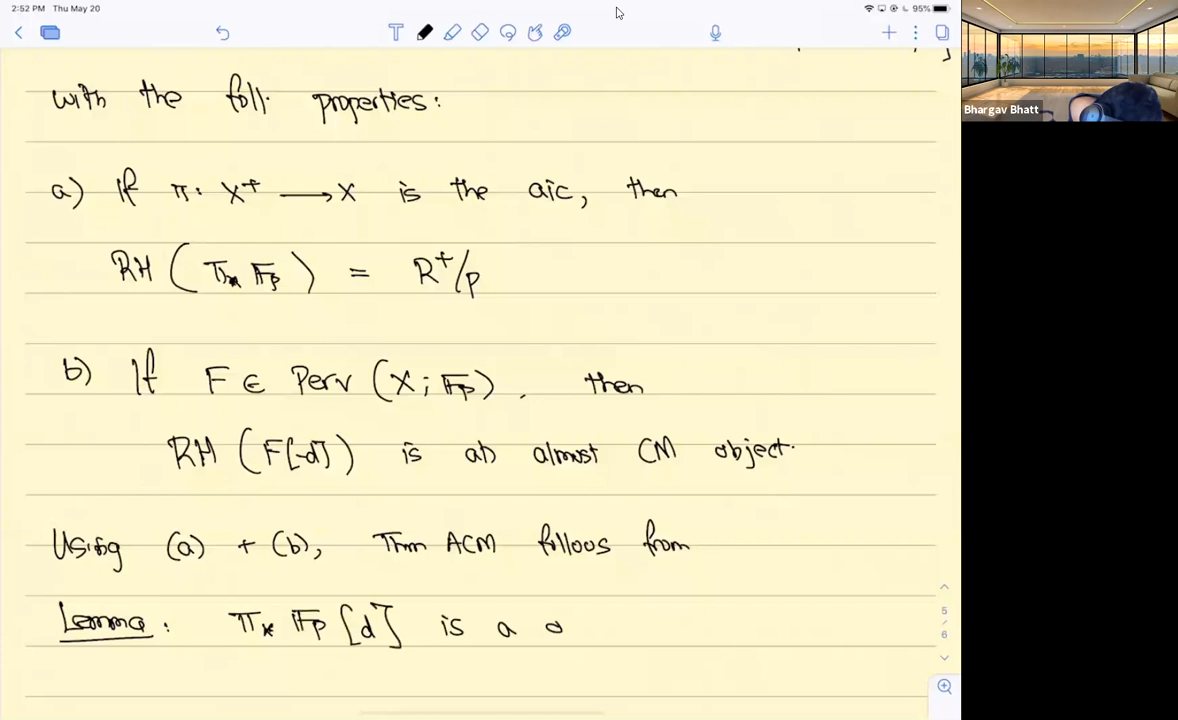 2:52 PM Thu May 20
95%
Bhargav Bhatt
with the foll. properties:
a) If π: X⁺ ⟶ X is the aic, then
RH (π_* 𝔽_p) = R⁺/p
b) If F ∈ Perv (X; 𝔽_p), then
RH (F[-d]) is an almost CM object.
Using (a) + (b), Thm ACM follows from
Lemma: π_* 𝔽_p [d] is a
5
/
6